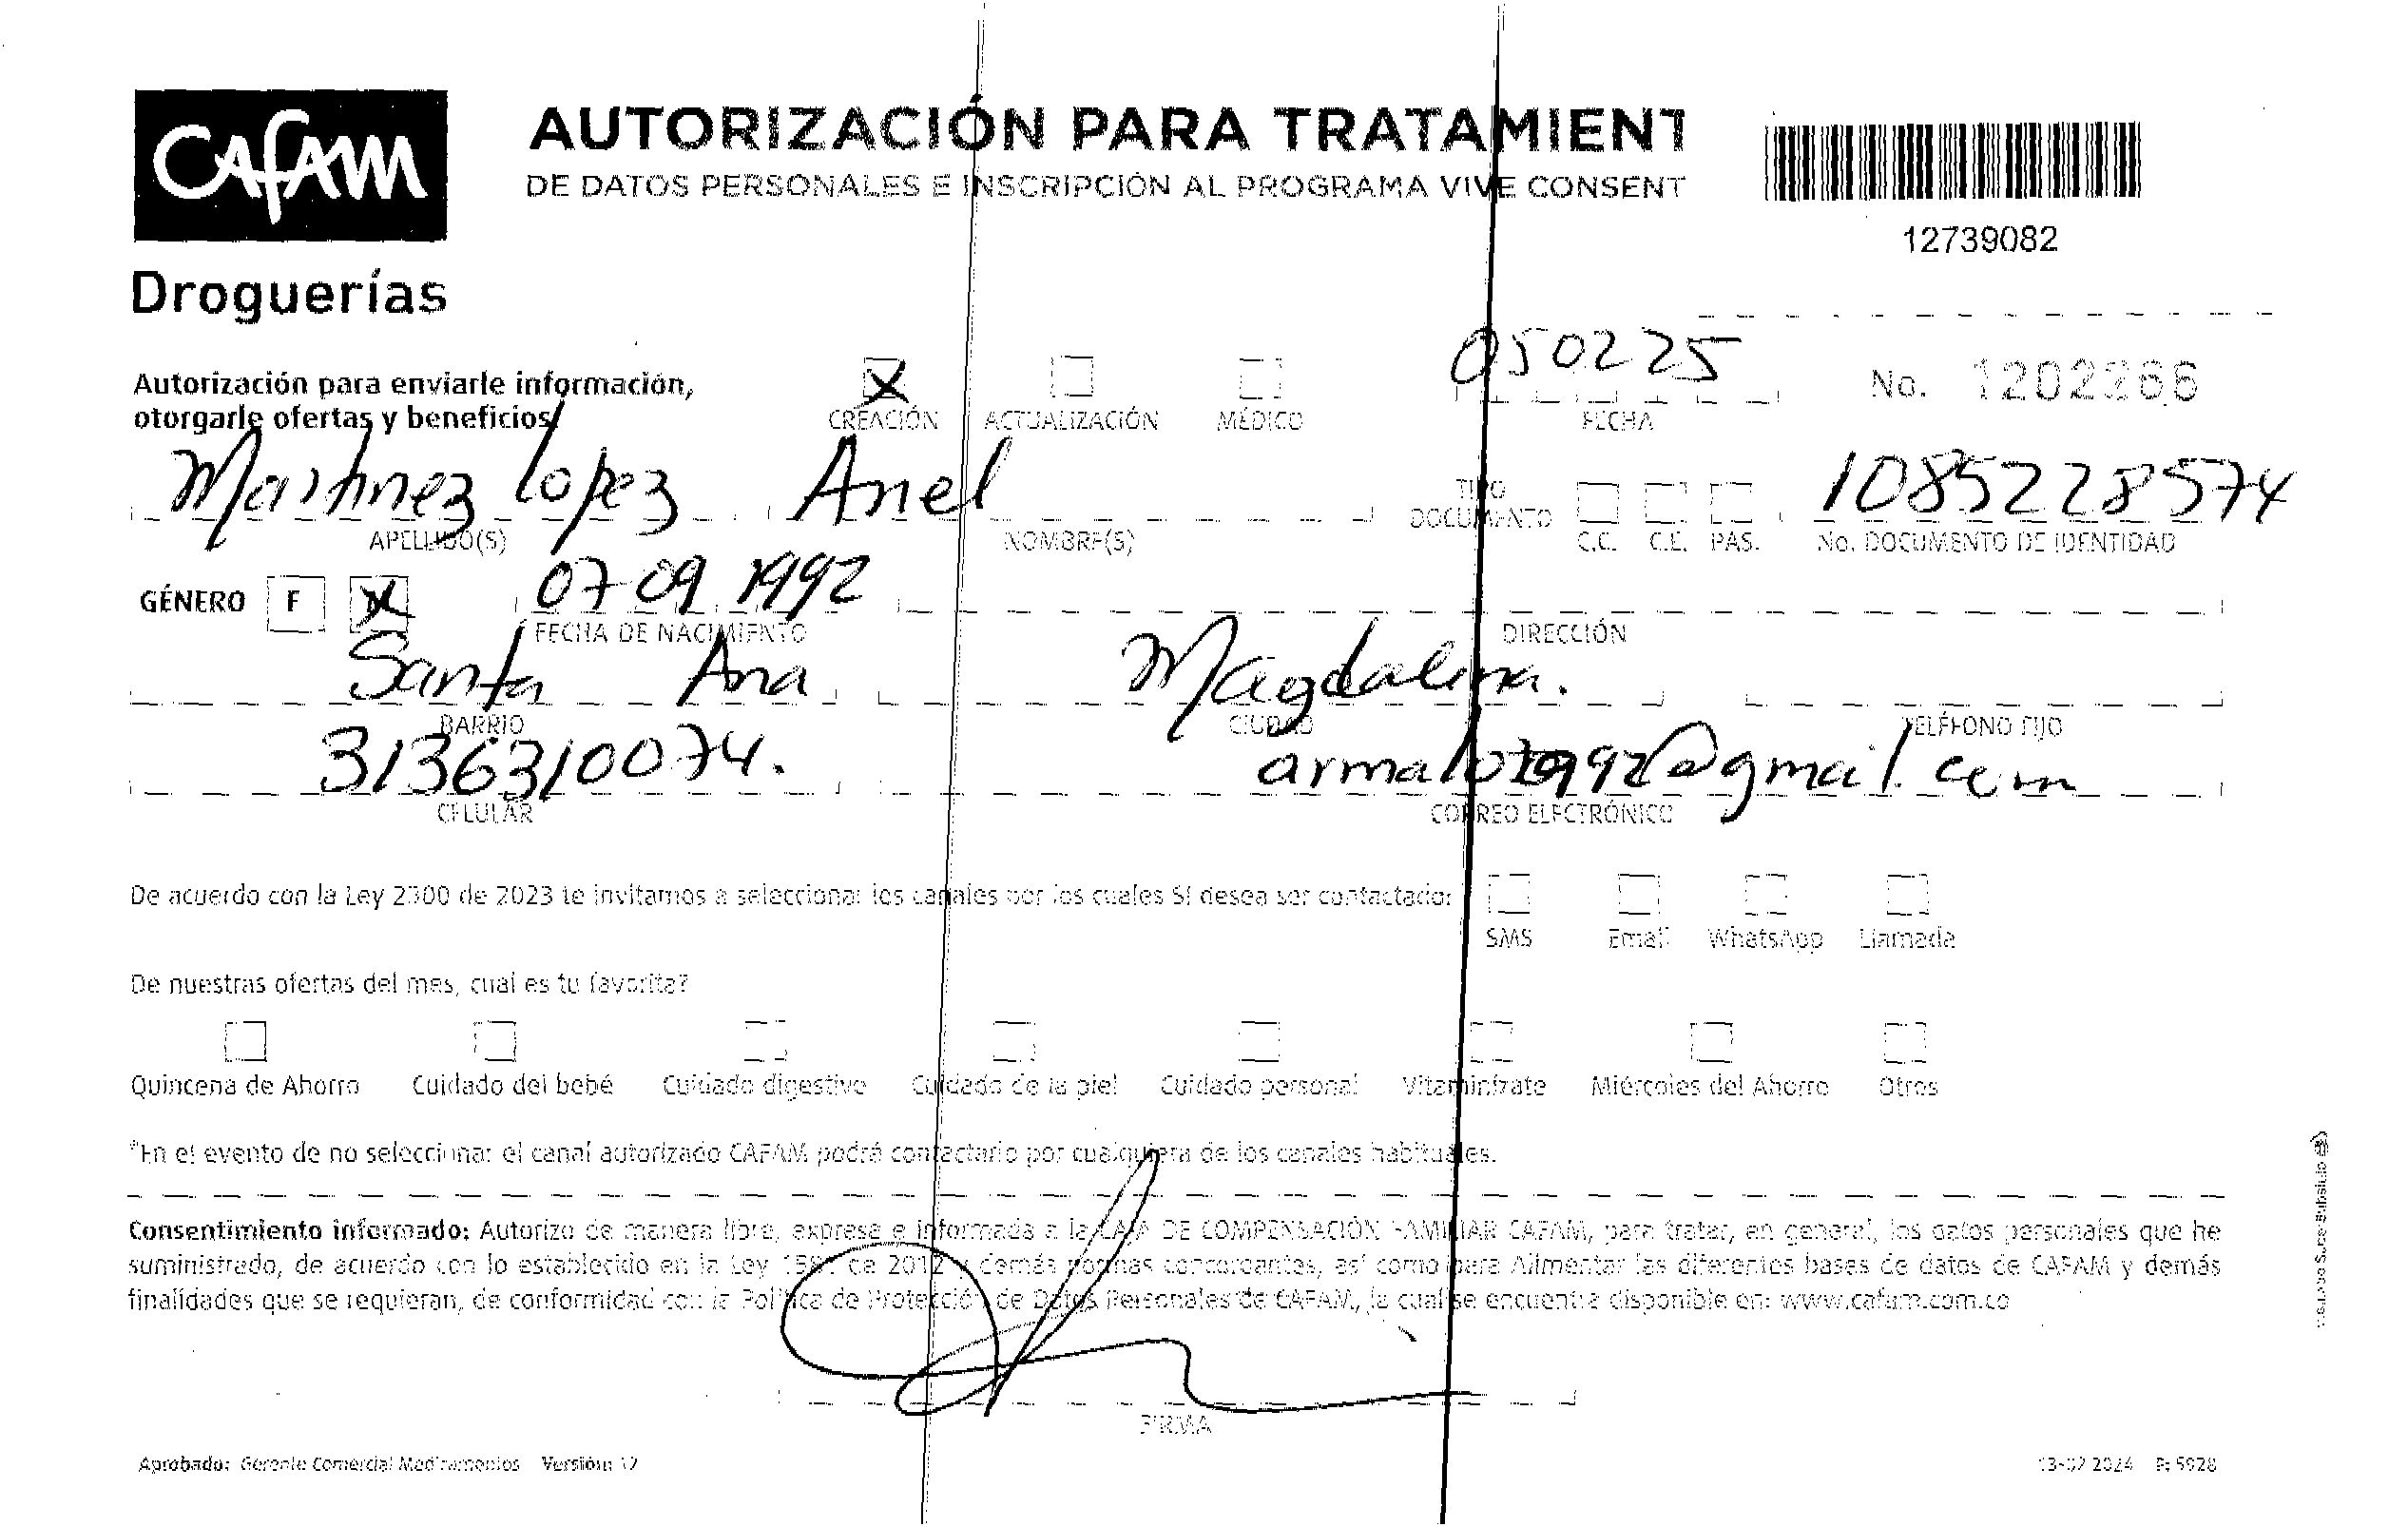 CAFAM
Droguerías
AUTORIZACIÓN PARA TRATAMIENT
DE DATOS PERSONALES E INSCRIPCIÓN AL PROGRAMA VIVE CONSENT
12739082
Autorización para enviarle información,
otorgarle ofertas y beneficios
X
CREACIÓN ACTUALIZACIÓN MÉDICO
050225
FECHA
No. 1202266
Martinez Lopez Anel
APELLIDO(S) NOMBRE(S)
TIPO
DOCUMENTO
C.C. C.E. PAS.
1085228574
No. DOCUMENTO DE IDENTIDAD
GÉNERO F X 07 09 1992
FECHA DE NACIMIENTO DIRECCIÓN
Santa Ana Magdalena.
BARRIO CIUDAD TELÉFONO FIJO
3136310074. @gmail.com
CELULAR CORREO ELECTRÓNICO
De acuerdo con la Ley 2300 de 2023 te invitamos a seleccionar los canales por los cuales SI desea ser contactado:
SMS Email WhatsApp Llamada
De nuestras ofertas del mes, cual es tu favorita?
Quincena de Ahorro Cuidado del bebé Cuidado digestivo Cuidado de la piel Cuidado personal Vitaminízate Miércoles del Ahorro Otros
*En el evento de no seleccionar el canal autorizado CAFAM podrá contactarlo por cualquiera de los canales habituales.
Consentimiento informado: Autorizo de manera libre, expresa e informada a la CAJA DE COMPENSACIÓN FAMILIAR CAFAM, para tratar, en general, los datos personales que he
suministrado, de acuerdo con lo establecido en la Ley 1581 de 2012 y demás normas concordantes, así como para Alimentar las diferentes bases de datos de CAFAM y demás
finalidades que se requieran, de conformidad con la Política de Protección de Datos Personales de CAFAM, la cual se encuentra disponible en: www.cafam.com.co
FIRMA
Aprobado: Gerente Comercial Medicamentos Versión: 12
13-02 2024 R: 5928